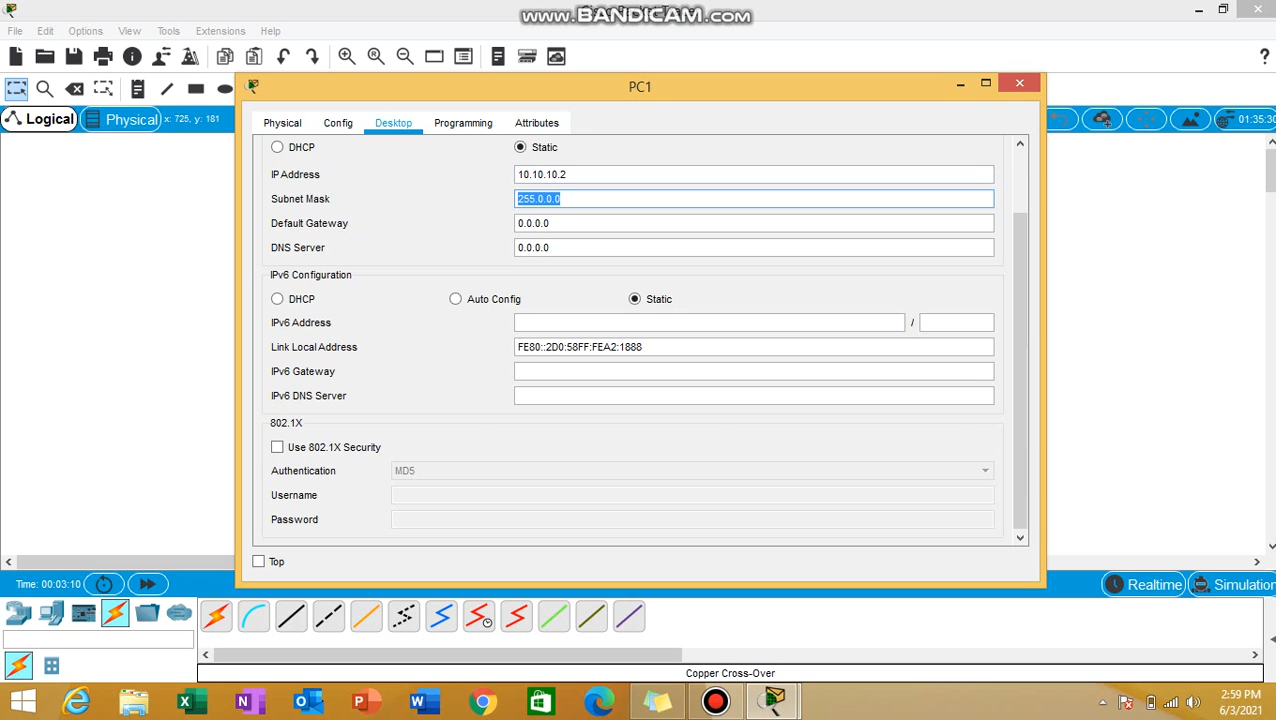 www.BANDICAM.com
File Edit Options View Tools Extensions Help
?
PC1
Logical Physical x: 725, y: 181
01:35:30
Physical Config Desktop Programming Attributes
DHCP Static
IP Address 10.10.10.2
Subnet Mask 255.0.0.0
Default Gateway 0.0.0.0
DNS Server 0.0.0.0
IPv6 Configuration
DHCP Auto Config Static
IPv6 Address /
Link Local Address FE80::2D0:58FF:FEA2:1888
IPv6 Gateway
IPv6 DNS Server
802.1X
Use 802.1X Security
Authentication MD5
Username
Password
Top
Time: 00:03:10 Realtime Simulation
Copper Cross-Over
2:59 PM
6/3/2021